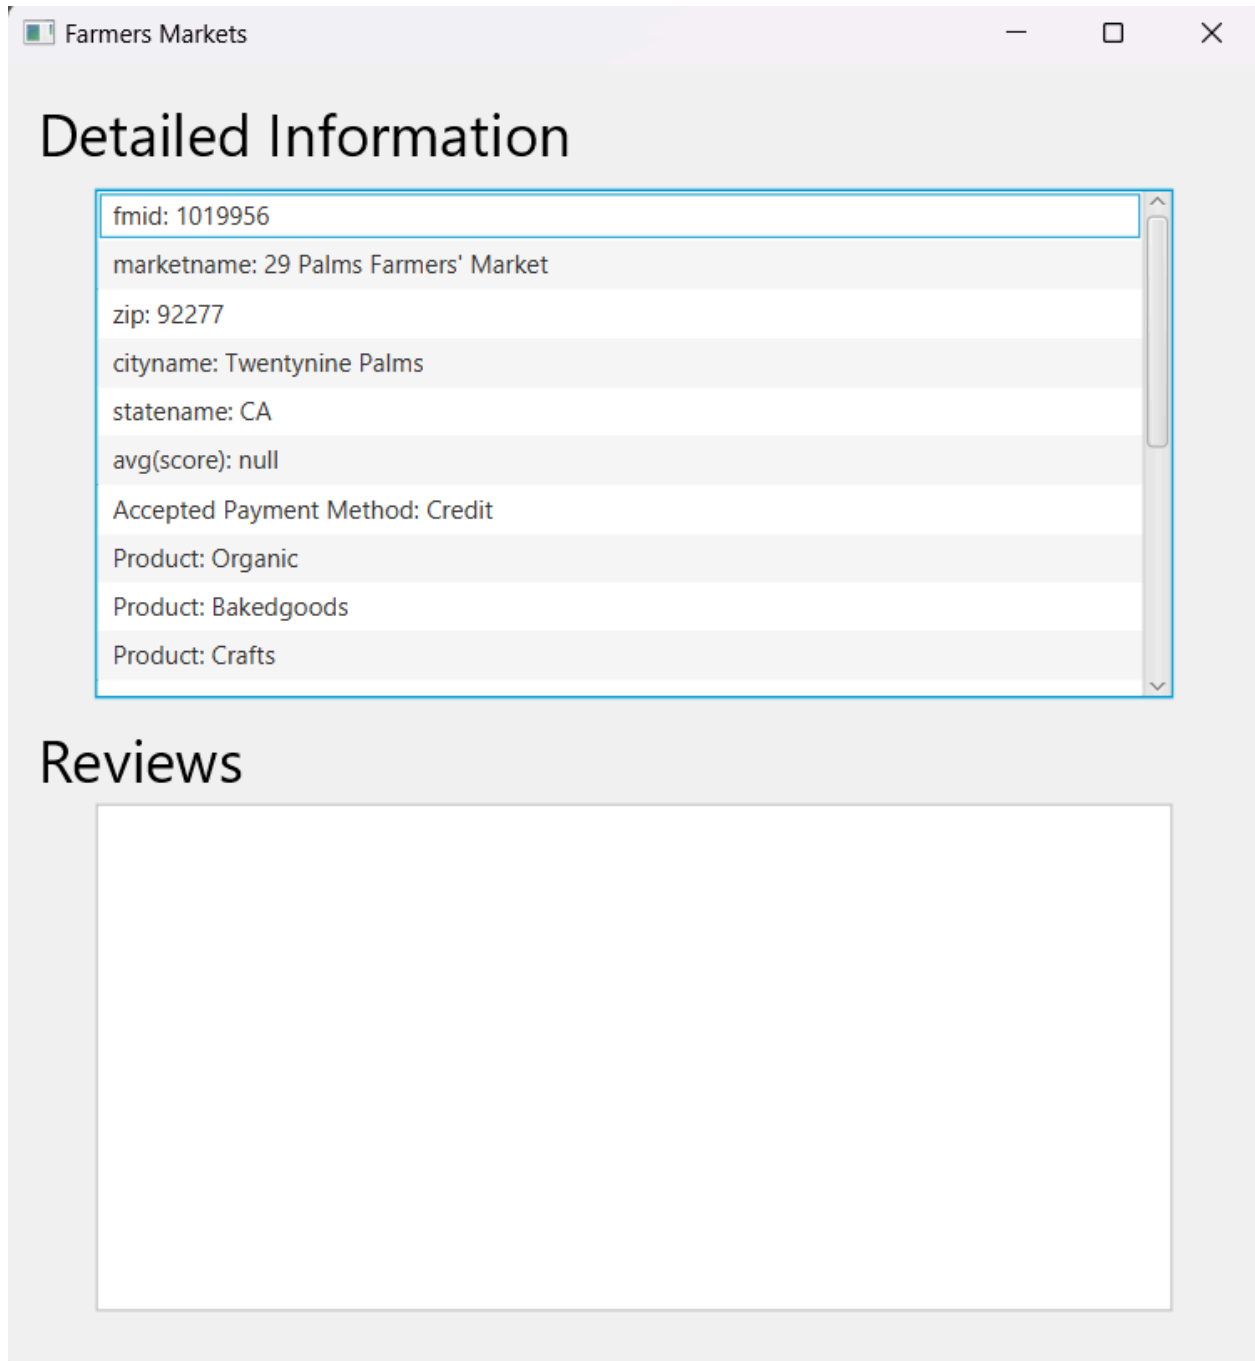 Farmers Markets
Detailed Information
fmid: 1019956
marketname: 29 Palms Farmers' Market
zip: 92277
cityname: Twentynine Palms
statename: CA
avg(score): null
Accepted Payment Method: Credit
Product: Organic
Product: Bakedgoods
Product: Crafts
Reviews